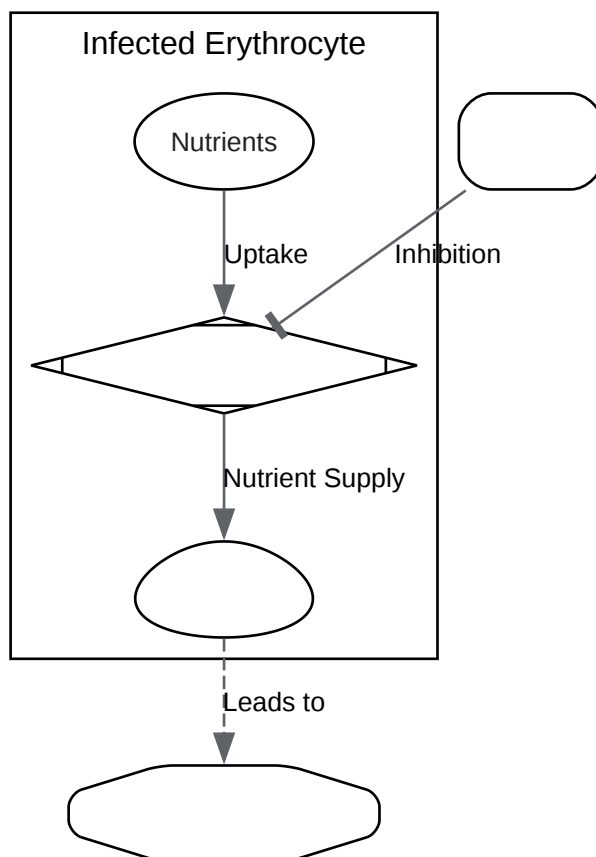 Infected Erythrocyte
Nutrients
Uptake
Inhibition
Nutrient Supply
Leads to